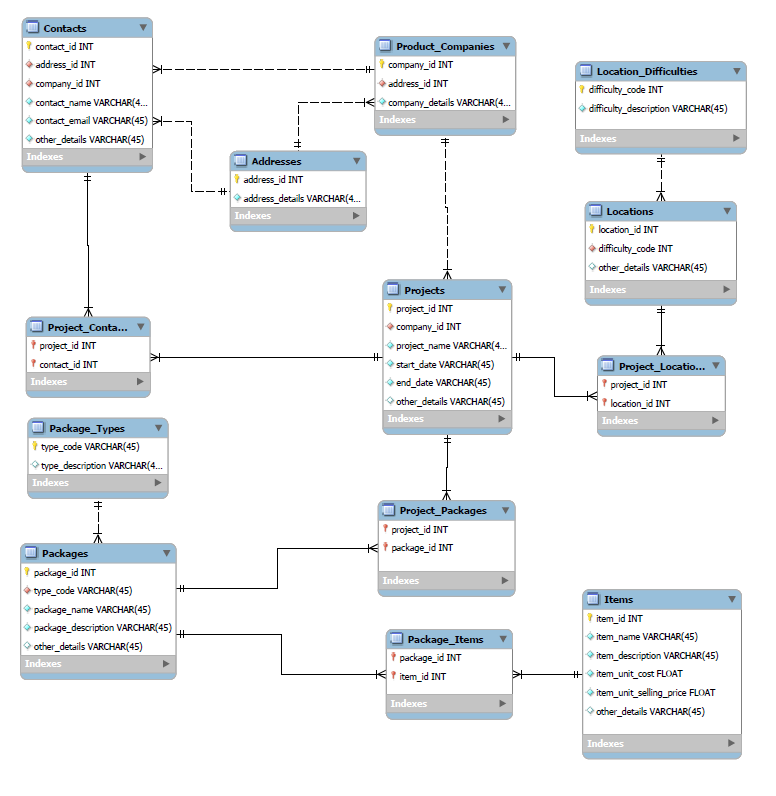 Contacts
contact_id INT
address_id INT
company_id INT
contact_name VARCHAR(4...
contact_email VARCHAR(45)
other_details VARCHAR(45)
Indexes
Product_Companies
company_id INT
address_id INT
company_details VARCHAR(4...
Indexes
Location_Difficulties
difficulty_code INT
difficulty_description VARCHAR(45)
Indexes
Addresses
address_id INT
address_details VARCHAR(4...
Indexes
Locations
location_id INT
difficulty_code INT
other_details VARCHAR(45)
Indexes
Projects
project_id INT
company_id INT
project_name VARCHAR(4...
start_date VARCHAR(45)
end_date VARCHAR(45)
other_details VARCHAR(45)
Indexes
Project_Conta...
project_id INT
contact_id INT
Indexes
Project_Locatio...
project_id INT
location_id INT
Indexes
Package_Types
type_code VARCHAR(45)
type_description VARCHAR(4...
Indexes
Project_Packages
project_id INT
package_id INT
Indexes
Packages
package_id INT
type_code VARCHAR(45)
package_name VARCHAR(45)
package_description VARCHAR(45)
other_details VARCHAR(45)
Indexes
Package_Items
package_id INT
item_id INT
Indexes
Items
item_id INT
item_name VARCHAR(45)
item_description VARCHAR(45)
item_unit_cost FLOAT
item_unit_selling_price FLOAT
other_details VARCHAR(45)
Indexes